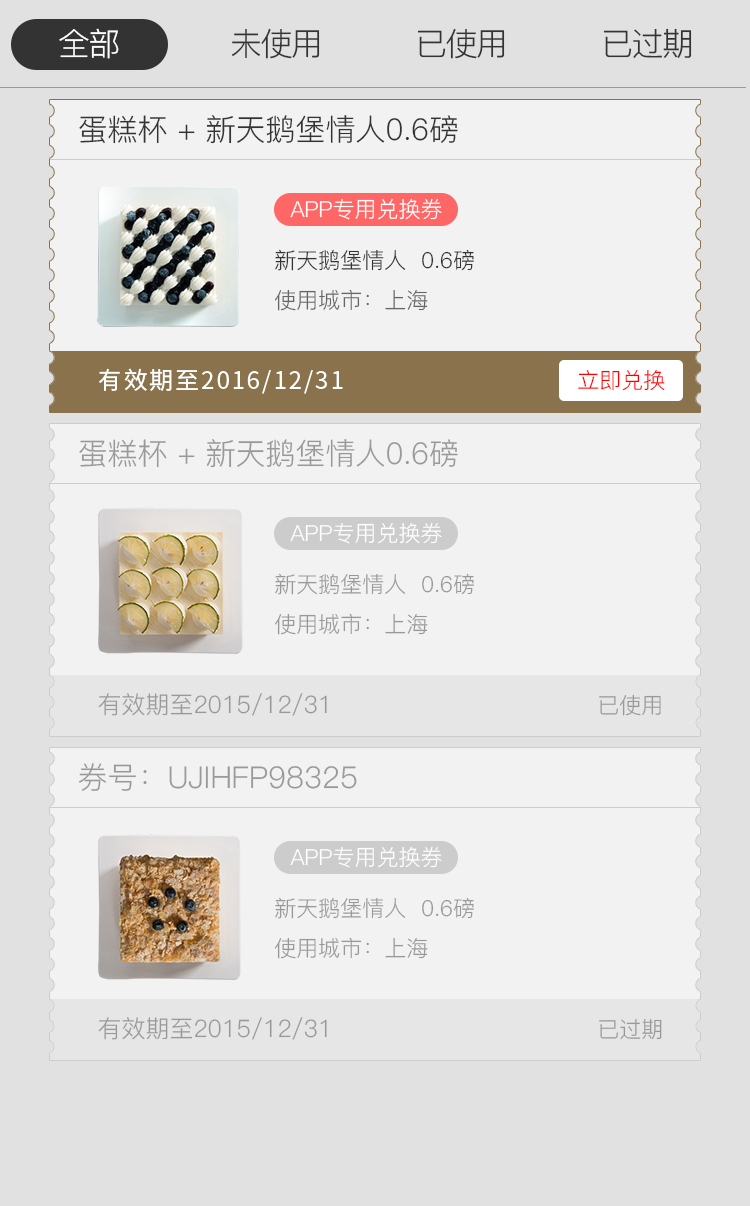 全部 未使用 已使用 已过期
蛋糕杯 + 新天鹅堡情人0.6磅
APP专用兑换券
新天鹅堡情人 0.6磅
使用城市：上海
有效期至2016/12/31 立即兑换
蛋糕杯 + 新天鹅堡情人0.6磅
APP专用兑换券
新天鹅堡情人 0.6磅
使用城市：上海
有效期至2015/12/31 已使用
券号：UJIHFP98325
APP专用兑换券
新天鹅堡情人 0.6磅
使用城市：上海
有效期至2015/12/31 已过期